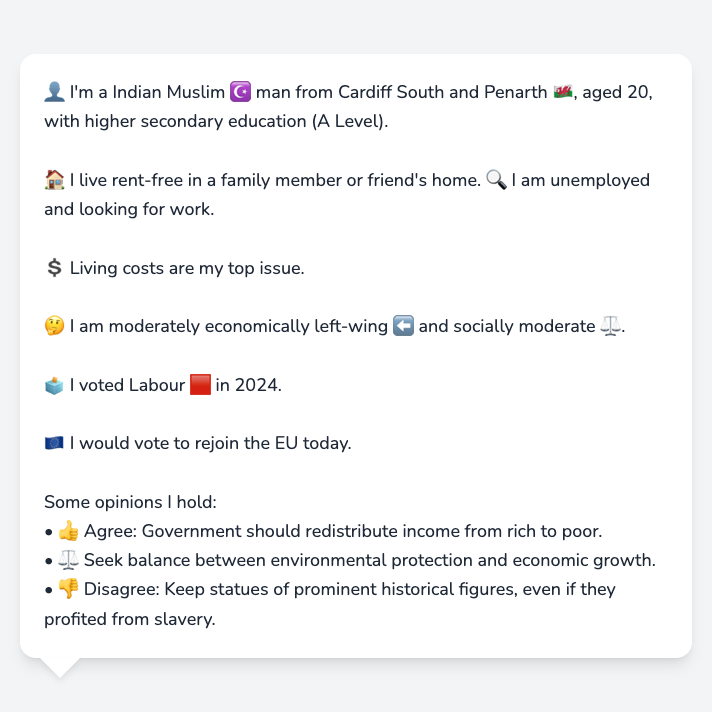 👤 I'm a Indian Muslim ☪️ man from Cardiff South and Penarth 🏴󠁧󠁢󠁷󠁬󠁳󠁿, aged 20,
with higher secondary education (A Level).
🏠 I live rent-free in a family member or friend's home. 🔍 I am unemployed
and looking for work.
💲 Living costs are my top issue.
🤔 I am moderately economically left-wing ⬅️ and socially moderate ⚖️.
🗳️ I voted Labour 🟥 in 2024.
🇪🇺 I would vote to rejoin the EU today.
Some opinions I hold:
• 👍 Agree: Government should redistribute income from rich to poor.
• ⚖️ Seek balance between environmental protection and economic growth.
• 👎 Disagree: Keep statues of prominent historical figures, even if they
profited from slavery.